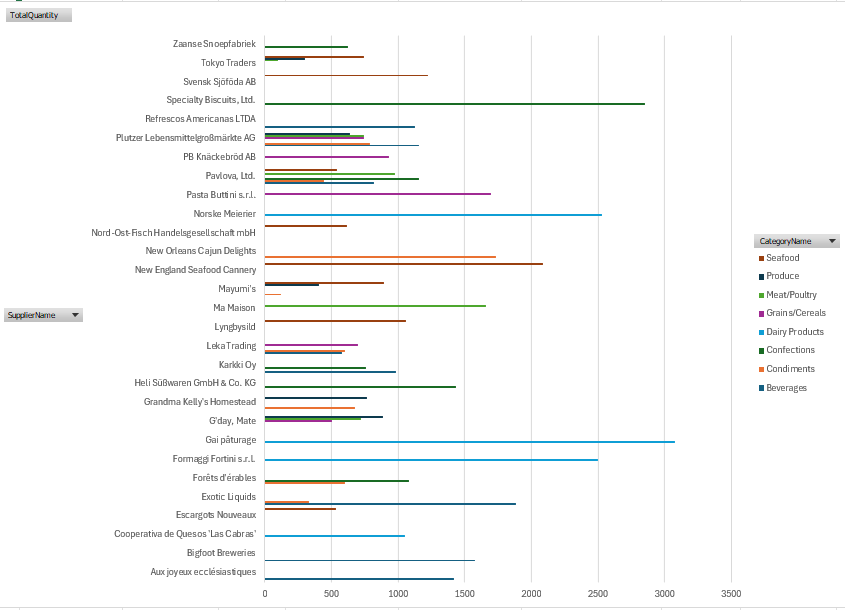 TotalQuantity
Zaanse Snoepfabriek
Tokyo Traders
Svensk Sjöföda AB
Specialty Biscuits, Ltd.
Refrescos Americanas LTDA
Plutzer Lebensmittelgroßmärkte AG
PB Knäckebröd AB
Pavlova, Ltd.
Pasta Buttini s.r.l.
Norske Meierier
Nord-Ost-Fisch Handelsgesellschaft mbH
New Orleans Cajun Delights
New England Seafood Cannery
Mayumi's
Ma Maison
Lyngbysild
Leka Trading
Karkki Oy
Heli Süßwaren GmbH & Co. KG
Grandma Kelly's Homestead
G'day, Mate
Gai pâturage
Formaggi Fortini s.r.l.
Forêts d'érables
Exotic Liquids
Escargots Nouveaux
Cooperativa de Quesos 'Las Cabras'
Bigfoot Breweries
Aux joyeux ecclésiastiques
0 500 1000 1500 2000 2500 3000 3500
SupplierName
CategoryName
Seafood
Produce
Meat/Poultry
Grains/Cereals
Dairy Products
Confections
Condiments
Beverages